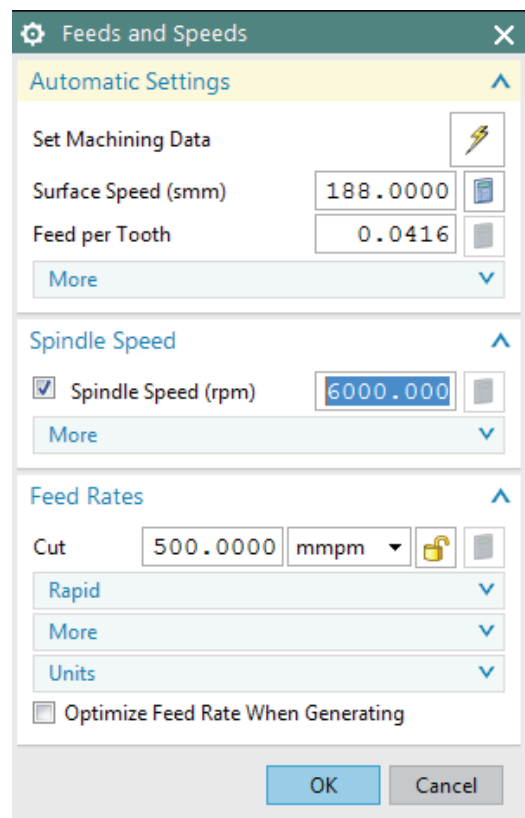 Feeds and Speeds
Automatic Settings
Set Machining Data
Surface Speed (smm) 188.0000
Feed per Tooth 0.0416
More
Spindle Speed
Spindle Speed (rpm) 6000.000
More
Feed Rates
Cut 500.0000 mmpm
Rapid
More
Units
Optimize Feed Rate When Generating
OK Cancel